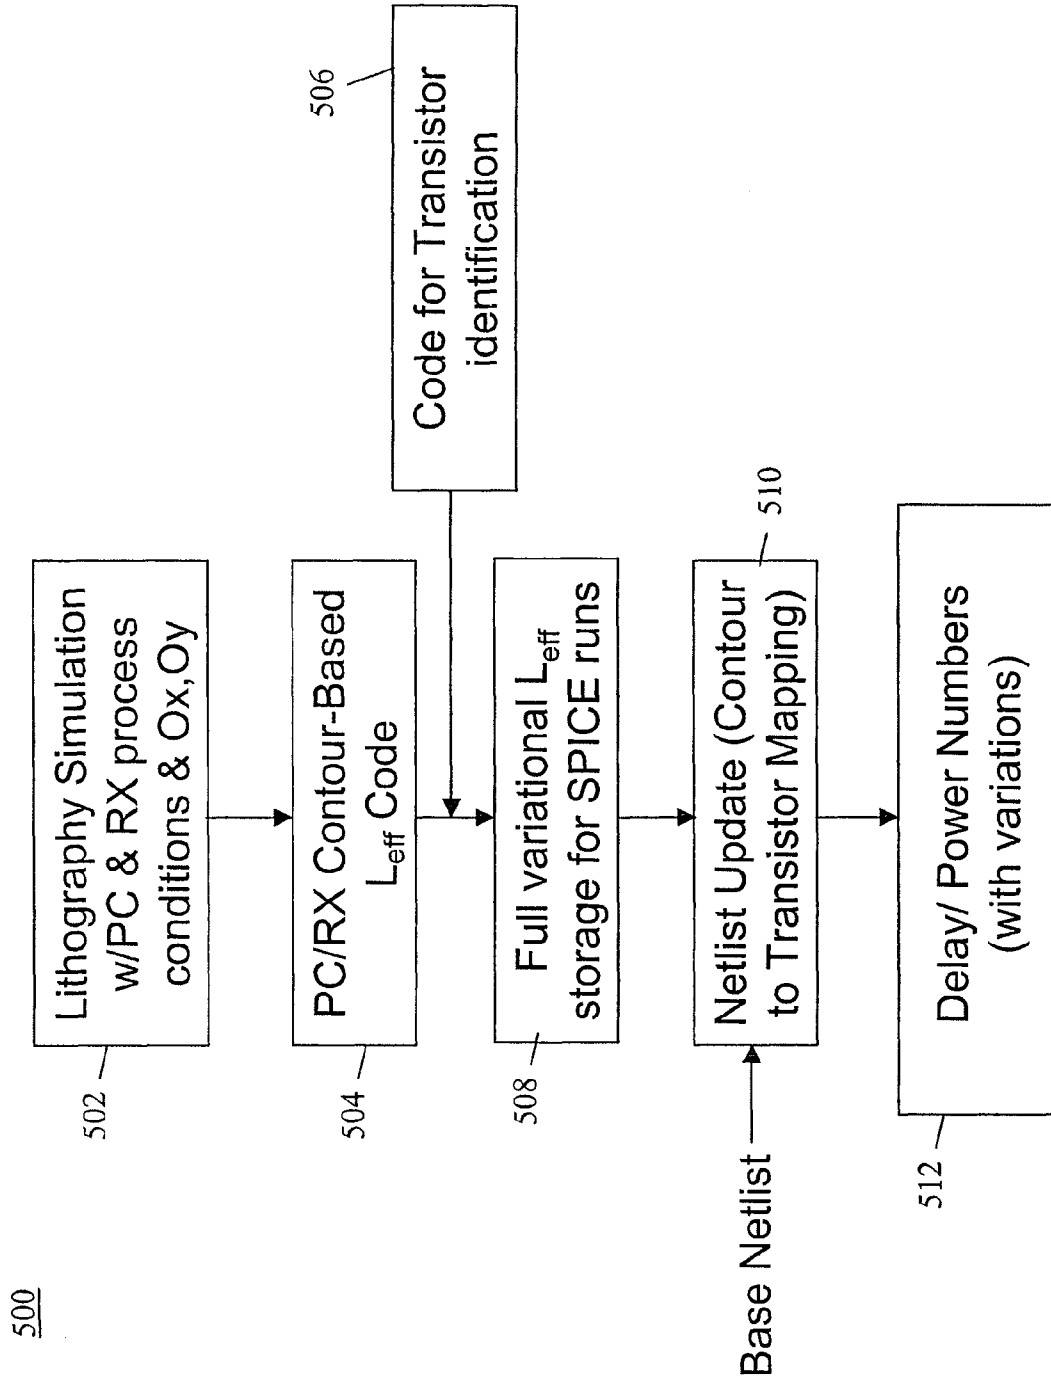 500
502
Lithography Simulation
w/PC & RX process
conditions & Ox,Oy
504
PC/RX Contour-Based
Leff Code
506
Code for Transistor
identification
508
Full variational Leff
storage for SPICE runs
Base Netlist
510
Netlist Update (Contour
to Transistor Mapping)
512
Delay/ Power Numbers
(with variations)